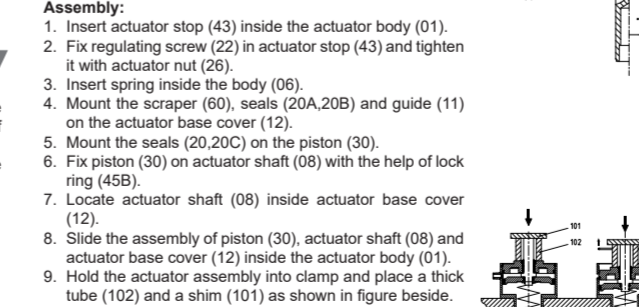 Assembly:
1. Insert actuator stop (43) inside the actuator body (01).
2. Fix regulating screw (22) in actuator stop (43) and tighten
it with actuator nut (26).
3. Insert spring inside the body (06).
4. Mount the scraper (60), seals (20A,20B) and guide (11)
on the actuator base cover (12).
5. Mount the seals (20,20C) on the piston (30).
6. Fix piston (30) on actuator shaft (08) with the help of lock
ring (45B).
7. Locate actuator shaft (08) inside actuator base cover
(12).
8. Slide the assembly of piston (30), actuator shaft (08) and
actuator base cover (12) inside the actuator body (01).
9. Hold the actuator assembly into clamp and place a thick
tube (102) and a shim (101) as shown in figure beside.
101
102